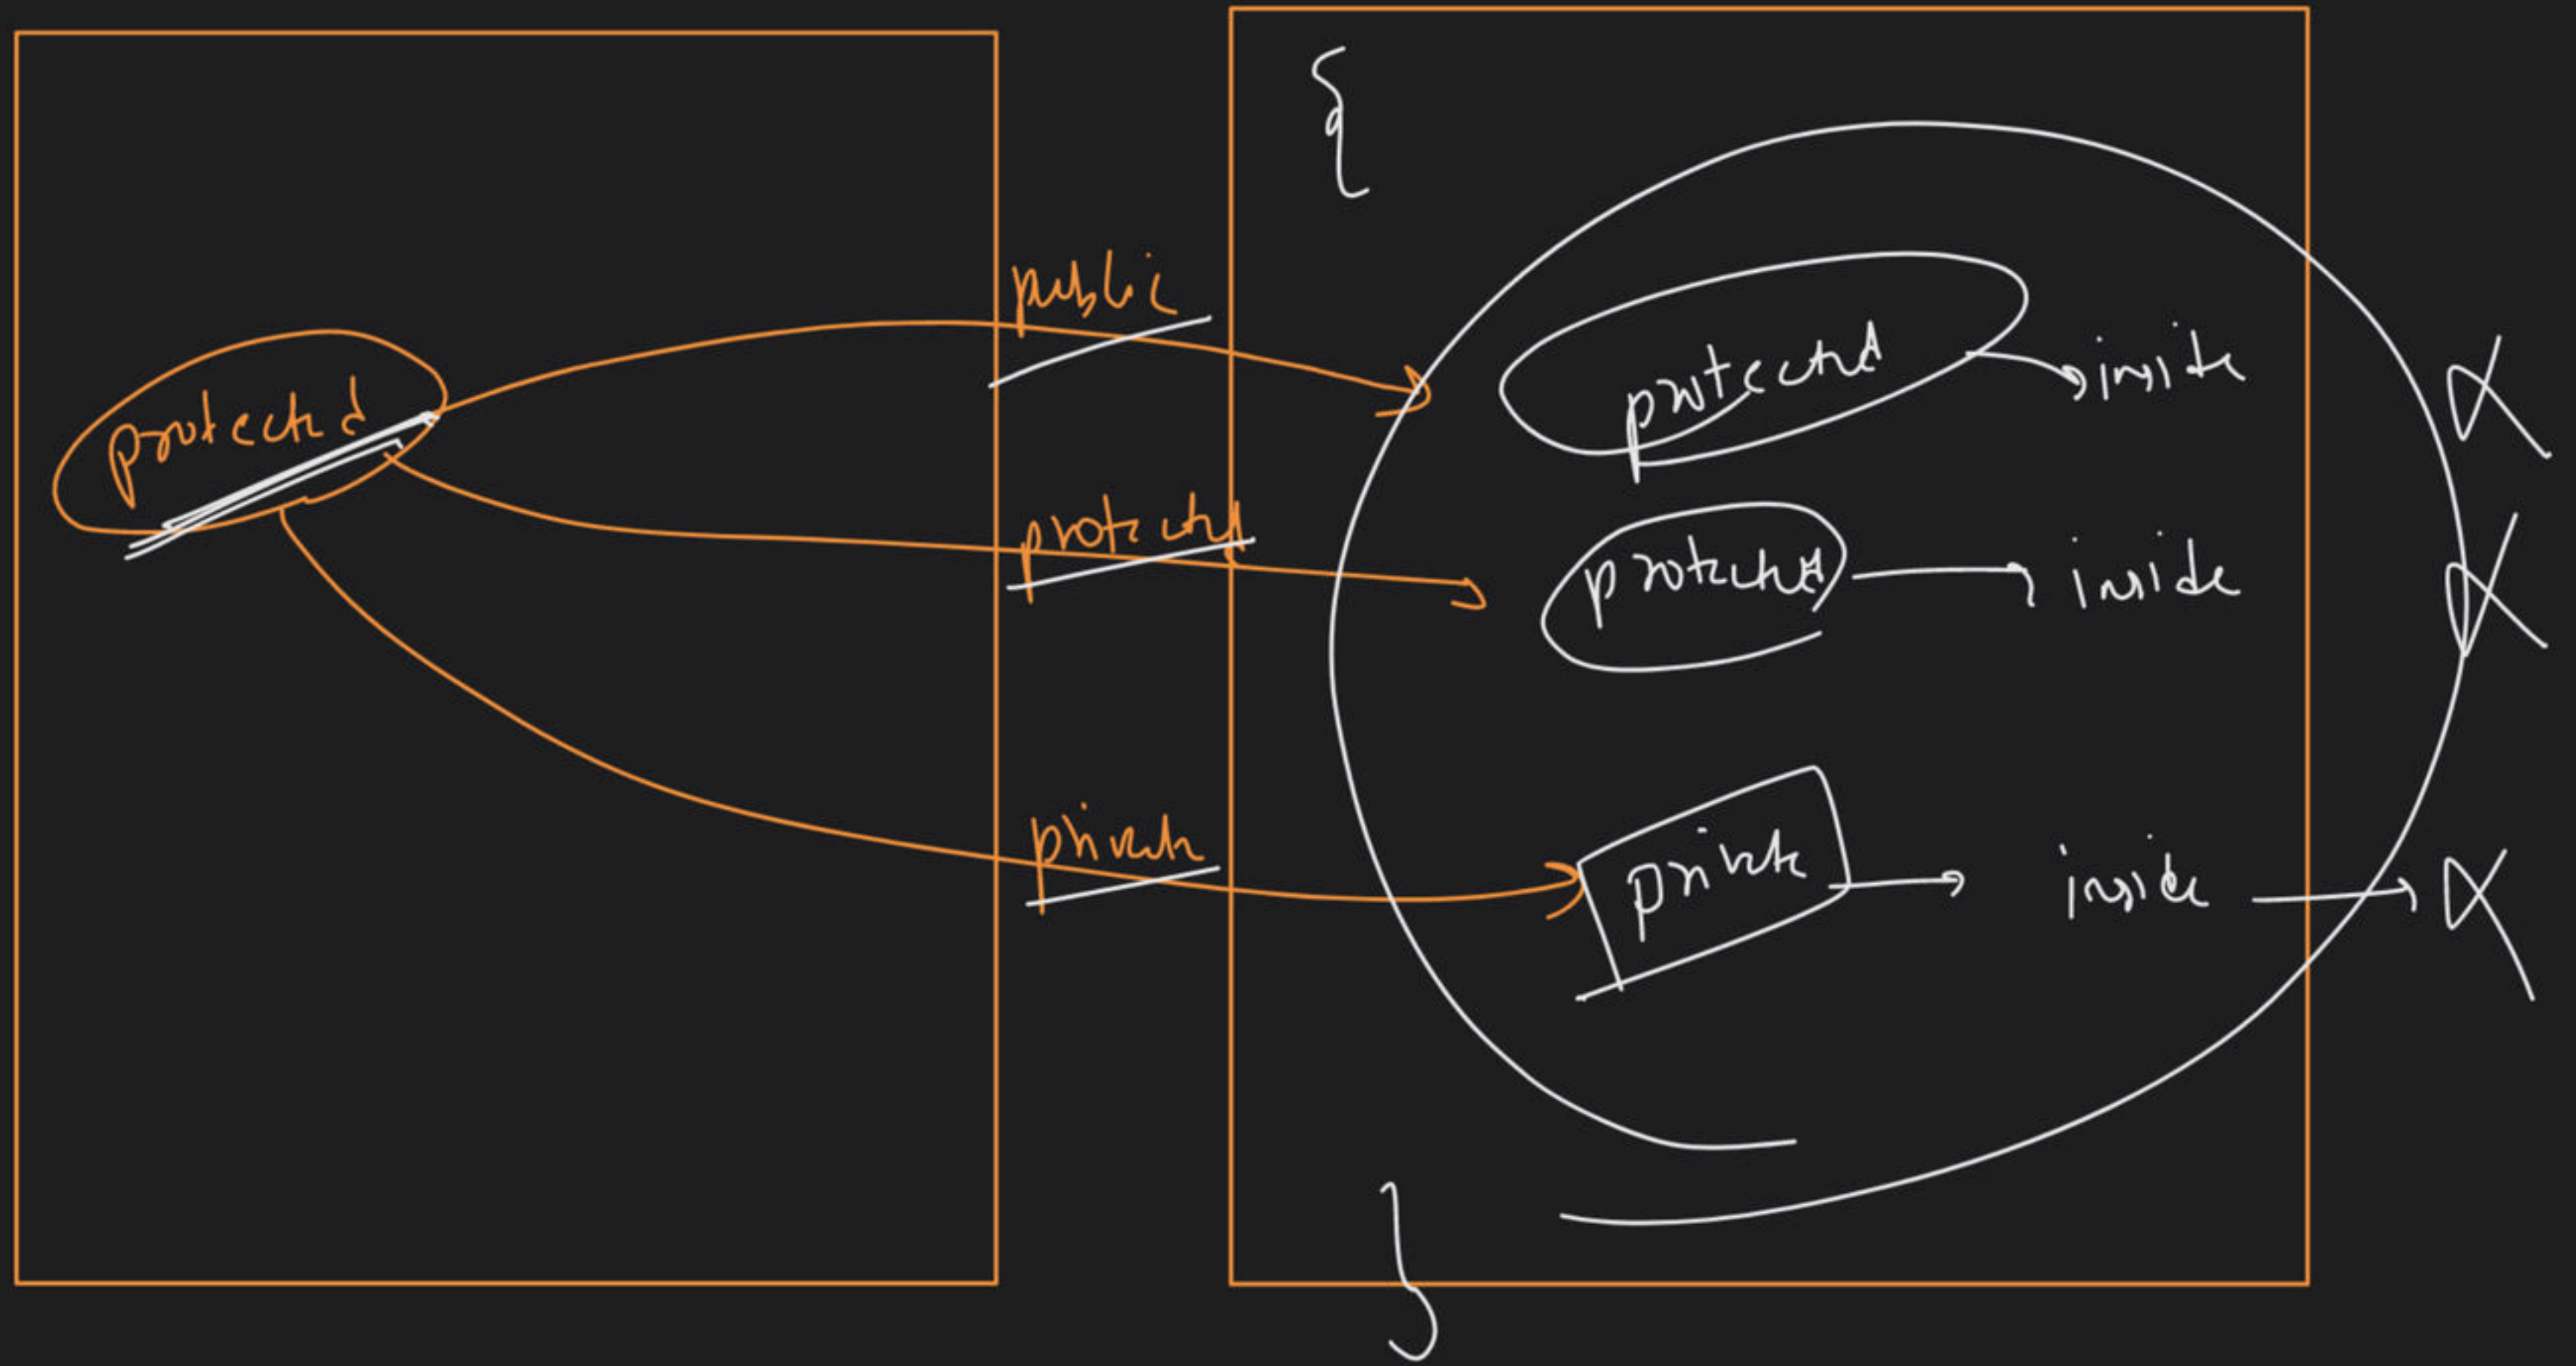 {
public
protected → inside
protected
protected
protected → inside
private
private → inside →
}